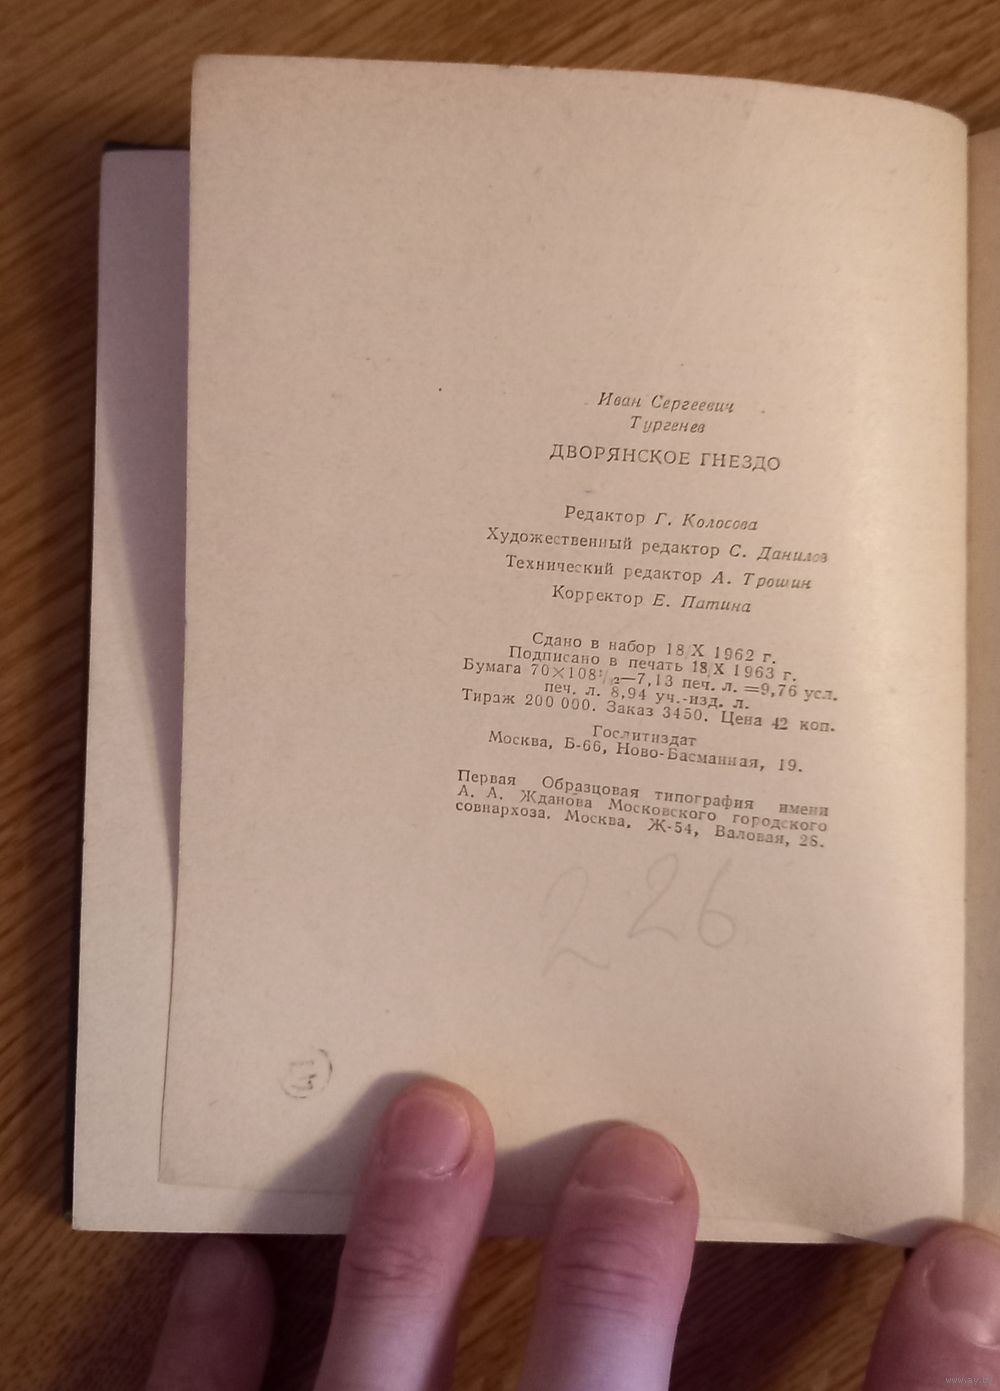 Иван Сергеевич
Тургенев
ДВОРЯНСКОЕ ГНЕЗДО
Редактор Г. Колосова
Художественный редактор С. Данилов
Технический редактор А. Трошин
Корректор Е. Патина
Сдано в набор 18/X 1962 г.
Подписано в печать 18/X 1963 г.
Бумага 70×108¹/₃₂—7,13 печ. л. =9,76 усл.
печ. л. 8,94 уч.-изд. л.
Тираж 200 000. Заказ 3450. Цена 42 коп.
Гослитиздат
Москва, Б-66, Ново-Басманная, 19.
Первая Образцовая типография имени
А. А. Жданова Московского городского
совнархоза. Москва, Ж-54, Валовая, 28.
226
www.ay.by